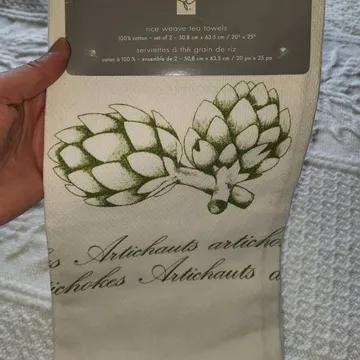 rice weave tea towels
100% cotton - set of 2 - 50.8 cm x 63.5 cm / 20" x 25"
serviettes à thé grain de riz
coton à 100 % - ensemble de 2 - 50,8 cm x 63,5 cm / 20 po x 25 po
s Artichauts articho
ichokes Artichauts a